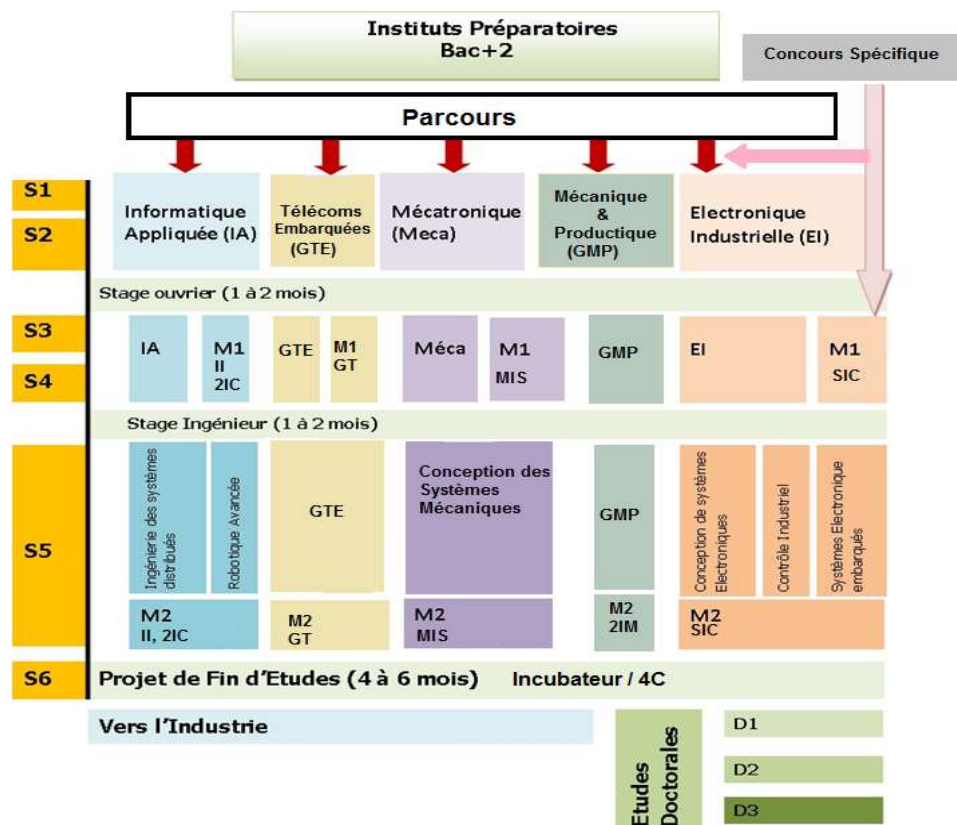 Instituts Préparatoires
Bac+2
Concours Spécifique
Parcours
S1
S2
Informatique
Appliquée (IA)
Télécoms
Embarquées
(GTE)
Mécatronique
(Meca)
Mécanique
&
Productique
(GMP)
Electronique
Industrielle (EI)
Stage ouvrier (1 à 2 mois)
S3
S4
IA
M1
II
2IC
GTE
M1
GT
Méca
M1
MIS
GMP
EI
M1
SIC
Stage Ingénieur (1 à 2 mois)
S5
Ingénierie des systèmes
distribués
Robotique Avancée
GTE
Conception des
Systèmes
Mécaniques
GMP
Conception de systèmes
Electroniques
Contrôle Industriel
Systèmes Electronique
embarqués
M2
II, 2IC
M2
GT
M2
MIS
M2
2IM
M2
SIC
S6
Projet de Fin d'Etudes (4 à 6 mois) Incubateur / 4C
Vers l'Industrie
Etudes
Doctorales
D1
D2
D3